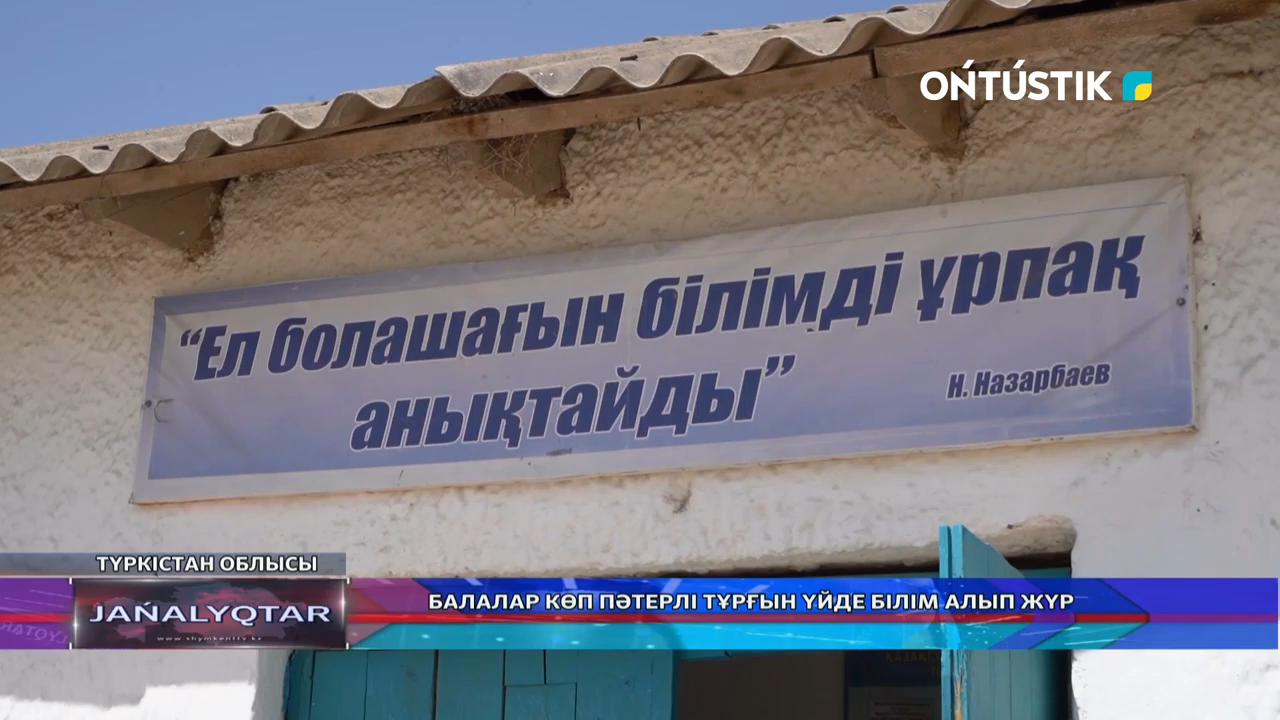 OŃTÚSTIK
“Ел болашағын білімді ұрпақ
анықтайды”
Н. Назарбаев
ТҮРКІСТАН ОБЛЫСЫ
JAŃALYQTAR
www.shymkenttv.kz
БАЛАЛАР КӨП ПӘТЕРЛІ ТҰРҒЫН ҮЙДЕ БІЛІМ АЛЫП ЖҮР